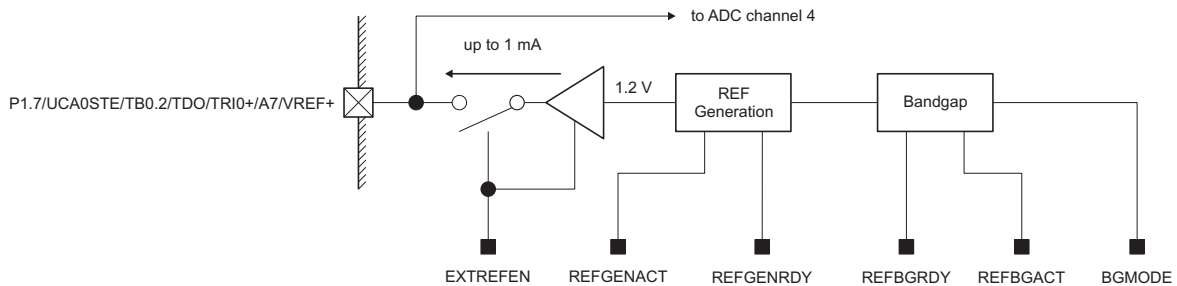 to ADC channel 4
up to 1 mA
P1.7/UCA0STE/TB0.2/TDO/TRI0+/A7/VREF+
1.2 V
REF
Generation
Bandgap
EXTREFEN
REFGENACT
REFGENRDY
REFBGRDY
REFBGACT
BGMODE